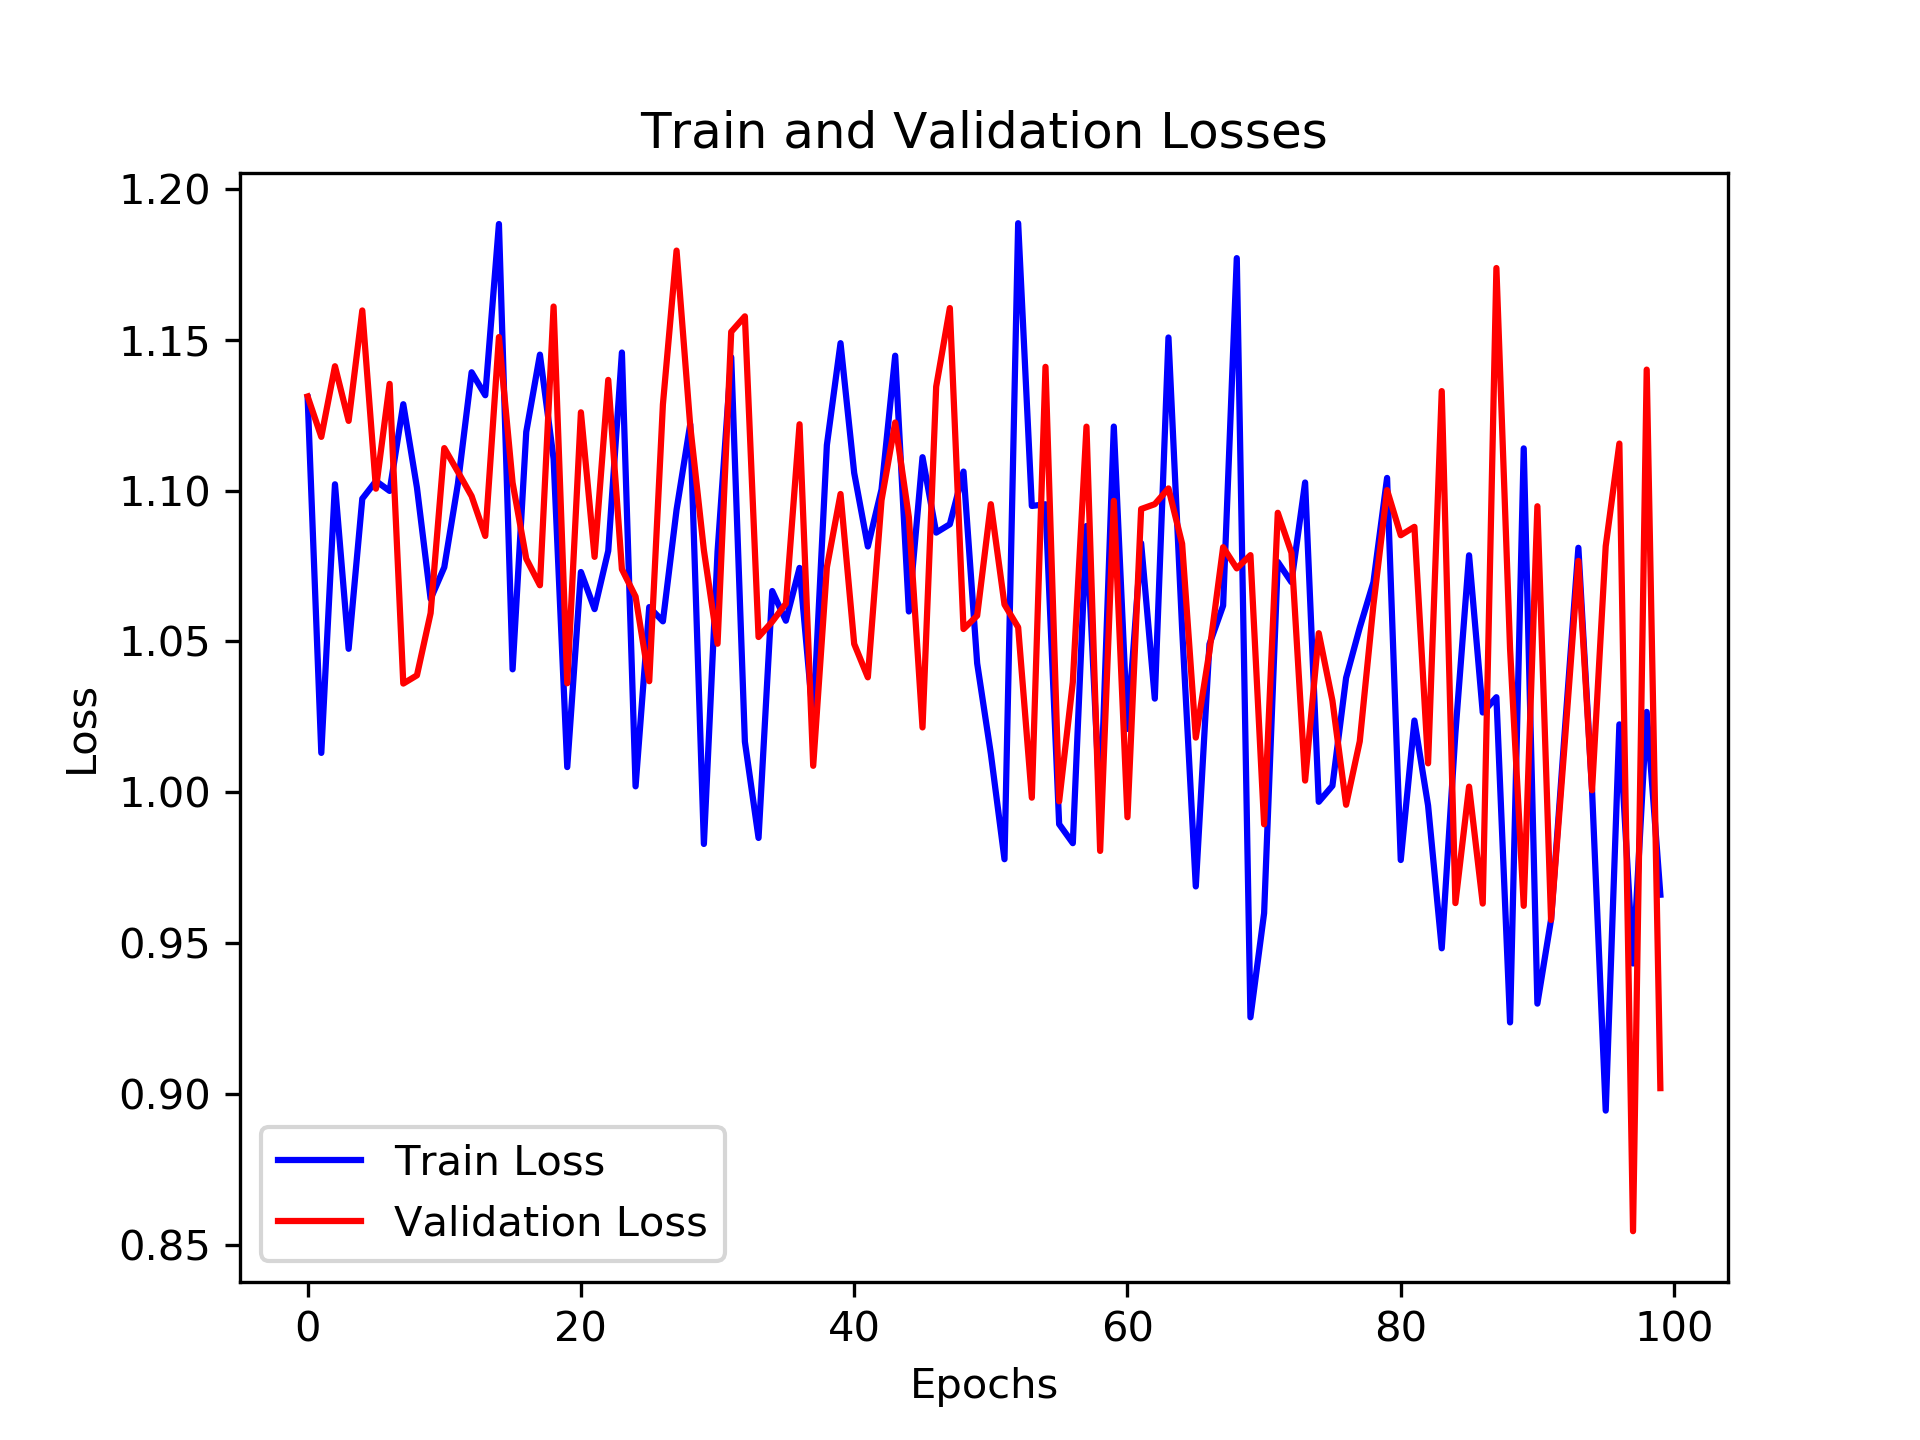 Train and Validation Losses
1.20
1.15
1.10
1.05
1.00
0.95
0.90
0.85
Loss
Train Loss
Validation Loss
0 20 40 60 80 100
Epochs